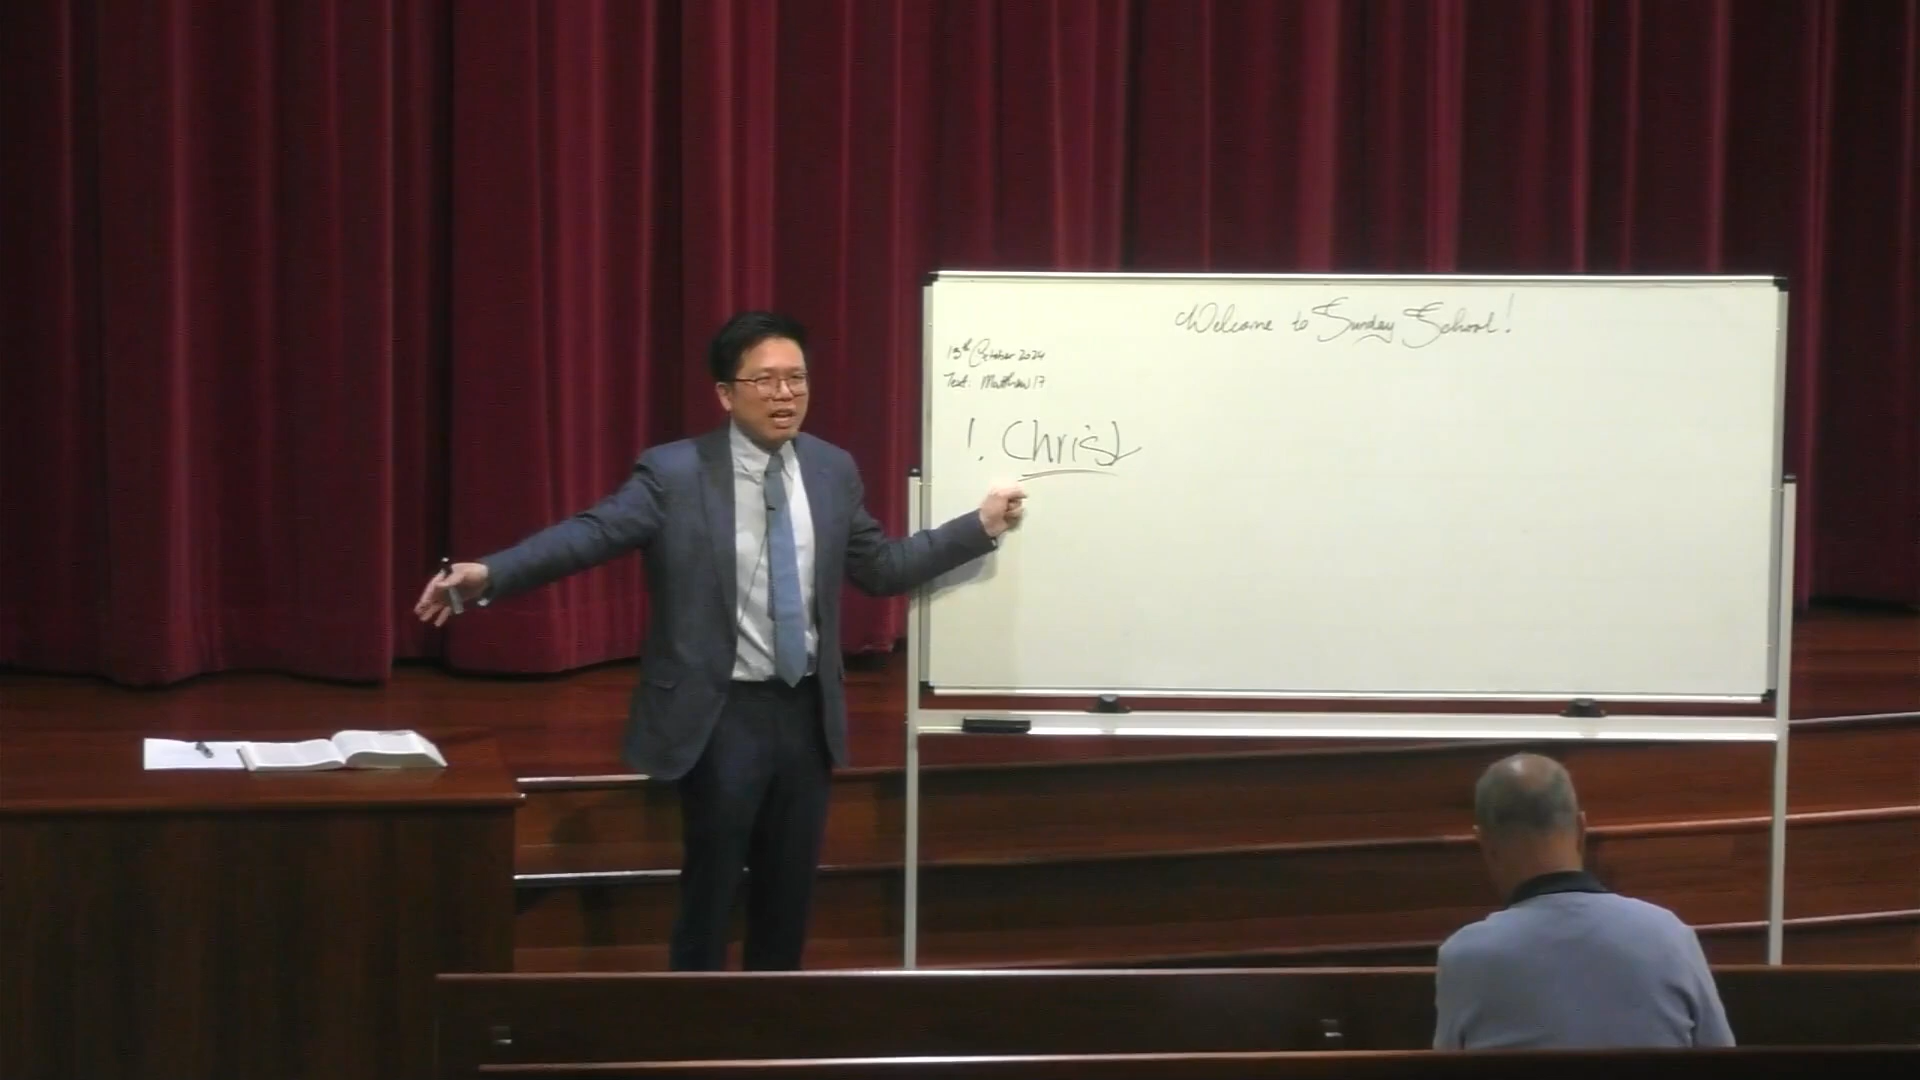 Welcome to Sunday School!
13th October 2024
Text: Matthew 17
1. Christ